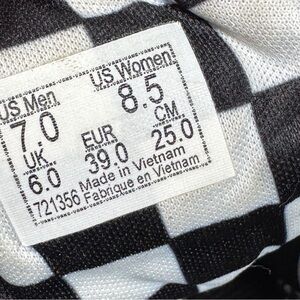 US Men US Women
7.0 8.5
UK EUR CM
6.0 39.0 25.0
721356 Made in Vietnam
Fabrique en Vietnam